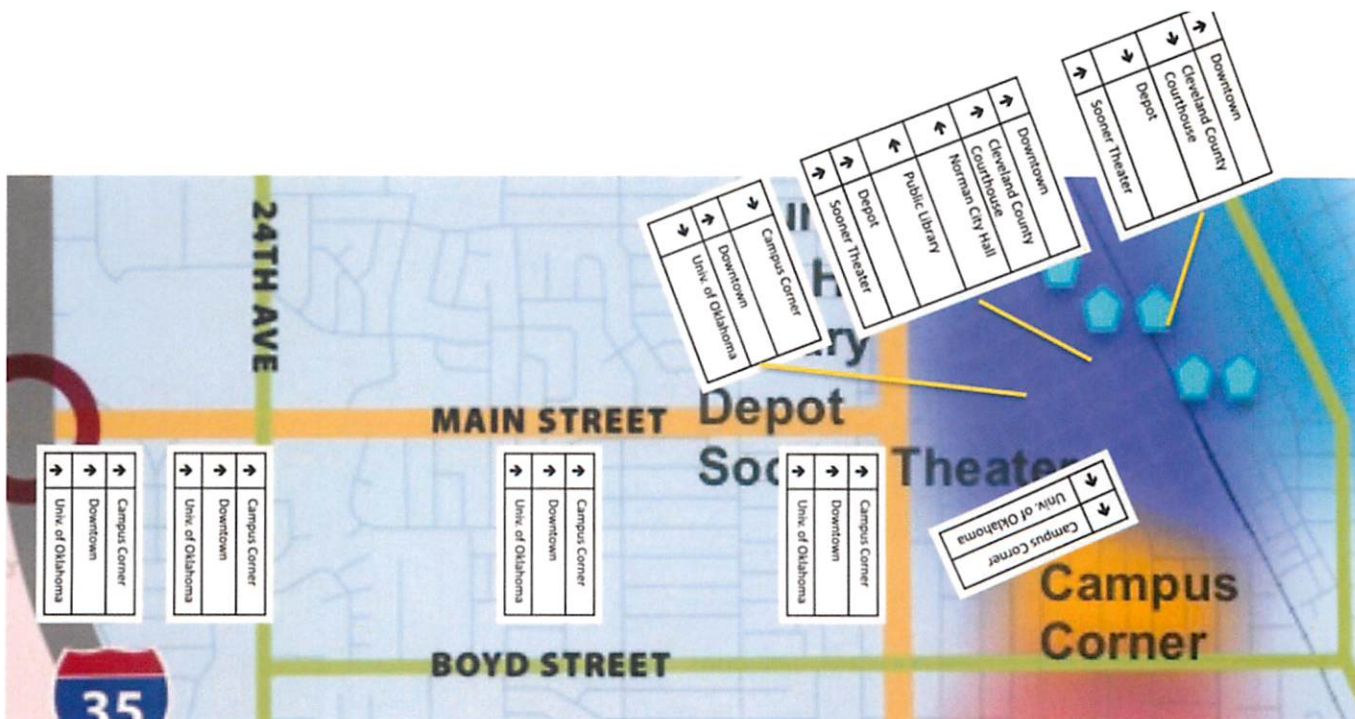 Downtown
Cleveland County
Courthouse
Depot
Sooner Theater
Downtown
Cleveland County
Courthouse
Norman City Hall
Public Library
Depot
Sooner Theater
Campus Corner
Downtown
Univ. of Oklahoma
24TH AVE
MAIN STREET
Depot
Theater
Campus Corner
Downtown
Univ. of Oklahoma
Campus Corner
Downtown
Univ. of Oklahoma
Campus Corner
Downtown
Univ. of Oklahoma
Campus Corner
Downtown
Univ. of Oklahoma
Univ. of Oklahoma
Campus Corner
Campus
Corner
BOYD STREET
35